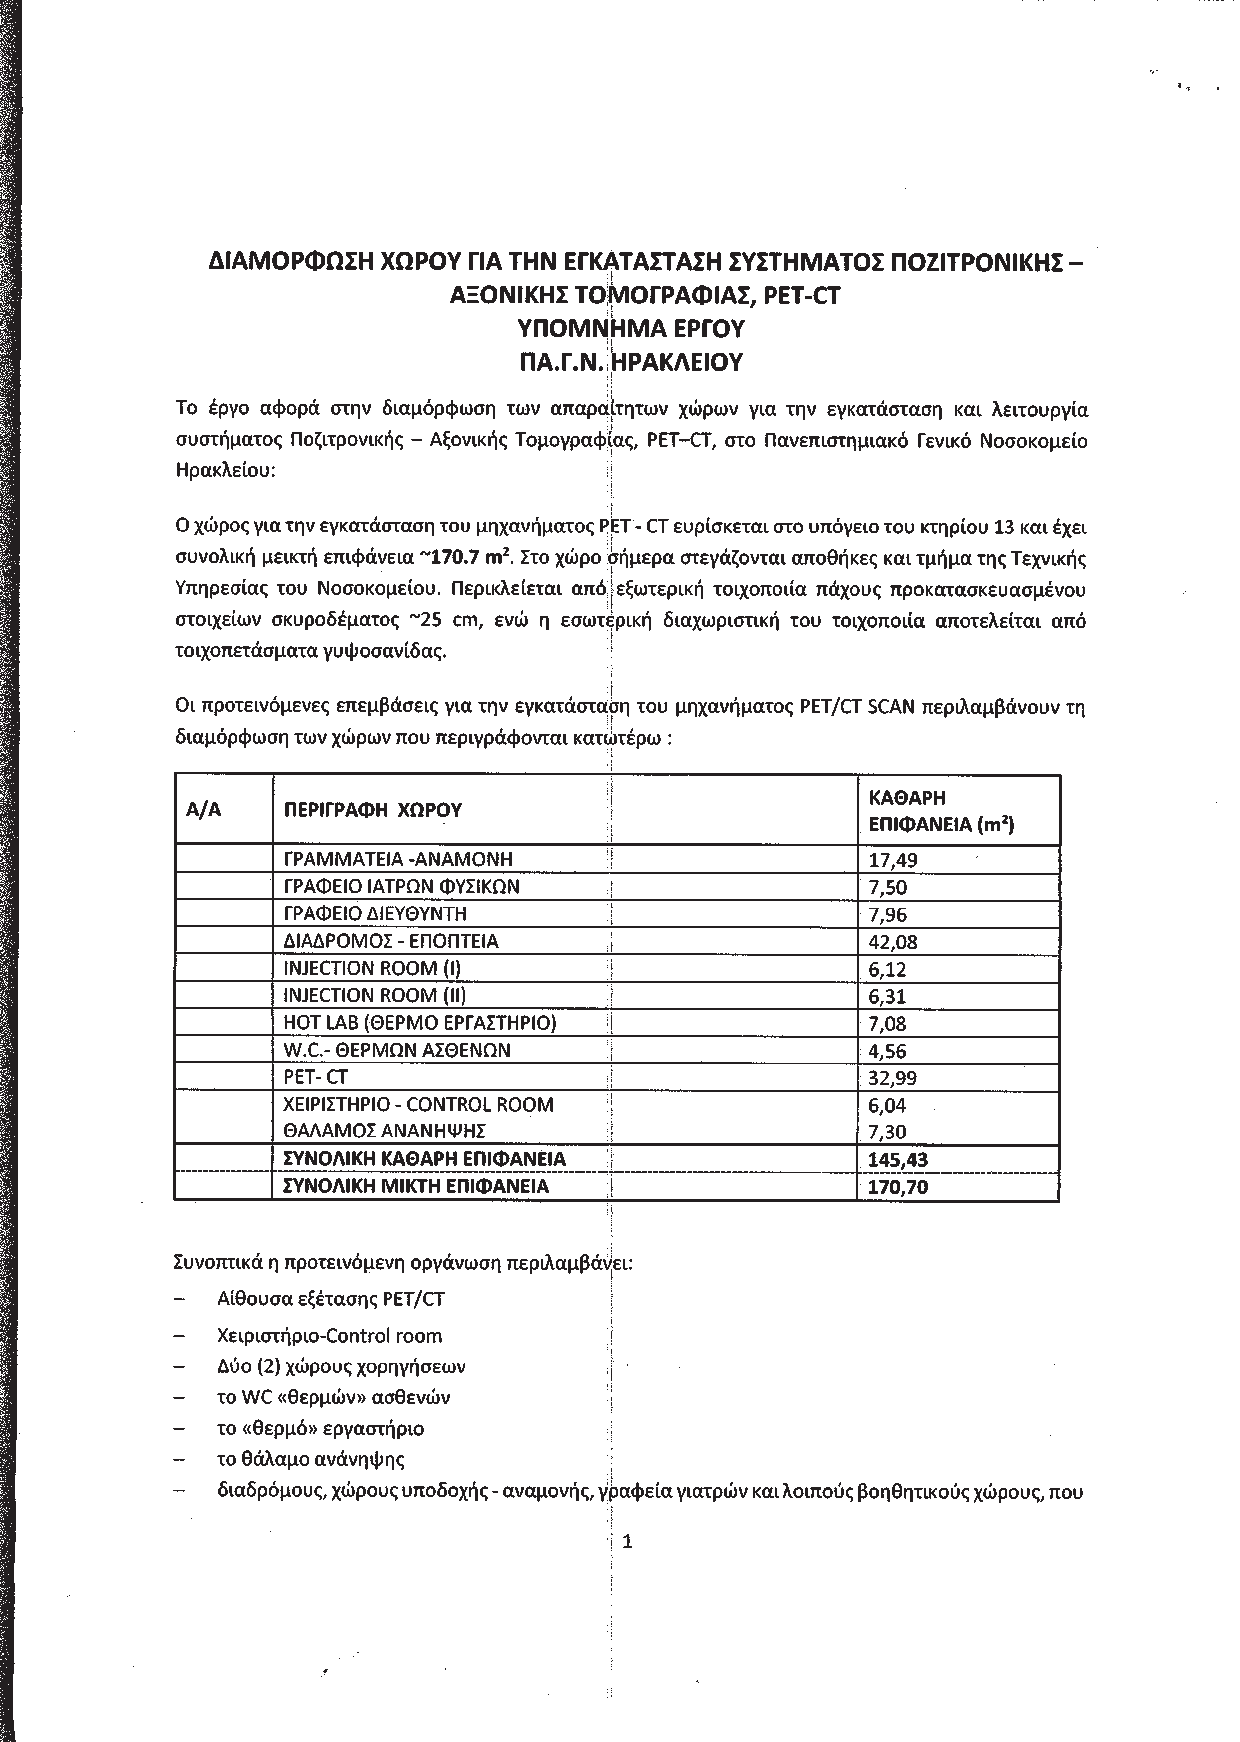 ΔΙΑΜΟΡΦΩΣΗ ΧΩΡΟΥ ΓΙΑ ΤΗΝ ΕΓΚΑΤΑΣΤΑΣΗ ΣΥΣΤΗΜΑΤΟΣ ΠΟΖΙΤΡΟΝΙΚΗΣ –
ΑΞΟΝΙΚΗΣ ΤΟΜΟΓΡΑΦΙΑΣ, PET-CT
ΥΠΟΜΝΗΜΑ ΕΡΓΟΥ
ΠΑ.Γ.Ν. ΗΡΑΚΛΕΙΟΥ
Το έργο αφορά στην διαμόρφωση των απαραίτητων χώρων για την εγκατάσταση και λειτουργία
συστήματος Ποζιτρονικής – Αξονικής Τομογραφίας, PET–CT, στο Πανεπιστημιακό Γενικό Νοσοκομείο
Ηρακλείου:
Ο χώρος για την εγκατάσταση του μηχανήματος PET - CT ευρίσκεται στο υπόγειο του κτηρίου 13 και έχει
συνολική μεικτή επιφάνεια ~170.7 m². Στο χώρο σήμερα στεγάζονται αποθήκες και τμήμα της Τεχνικής
Υπηρεσίας του Νοσοκομείου. Περικλείεται από εξωτερική τοιχοποιία πάχους προκατασκευασμένου
στοιχείων σκυροδέματος ~25 cm, ενώ η εσωτερική διαχωριστική του τοιχοποιία αποτελείται από
τοιχοπετάσματα γυψοσανίδας.
Οι προτεινόμενες επεμβάσεις για την εγκατάσταση του μηχανήματος PET/CT SCAN περιλαμβάνουν τη
διαμόρφωση των χώρων που περιγράφονται κατωτέρω :
Α/Α ΠΕΡΙΓΡΑΦΗ ΧΩΡΟΥ ΚΑΘΑΡΗ
ΕΠΙΦΑΝΕΙΑ (m²)
ΓΡΑΜΜΑΤΕΙΑ -ΑΝΑΜΟΝΗ 17,49
ΓΡΑΦΕΙΟ ΙΑΤΡΩΝ ΦΥΣΙΚΩΝ 7,50
ΓΡΑΦΕΙΟ ΔΙΕΥΘΥΝΤΗ 7,96
ΔΙΑΔΡΟΜΟΣ - ΕΠΟΠΤΕΙΑ 42,08
INJECTION ROOM (I) 6,12
INJECTION ROOM (II) 6,31
HOT LAB (ΘΕΡΜΟ ΕΡΓΑΣΤΗΡΙΟ) 7,08
W.C.- ΘΕΡΜΩΝ ΑΣΘΕΝΩΝ 4,56
PET- CT 32,99
ΧΕΙΡΙΣΤΗΡΙΟ - CONTROL ROOM 6,04
ΘΑΛΑΜΟΣ ΑΝΑΝΗΨΗΣ 7,30
ΣΥΝΟΛΙΚΗ ΚΑΘΑΡΗ ΕΠΙΦΑΝΕΙΑ 145,43
ΣΥΝΟΛΙΚΗ ΜΙΚΤΗ ΕΠΙΦΑΝΕΙΑ 170,70
Συνοπτικά η προτεινόμενη οργάνωση περιλαμβάνει:
– Αίθουσα εξέτασης PET/CT
– Χειριστήριο-Control room
– Δύο (2) χώρους χορηγήσεων
– το WC «θερμών» ασθενών
– το «θερμό» εργαστήριο
– το θάλαμο ανάνηψης
– διαδρόμους, χώρους υποδοχής - αναμονής, γραφεία γιατρών και λοιπούς βοηθητικούς χώρους, που
1